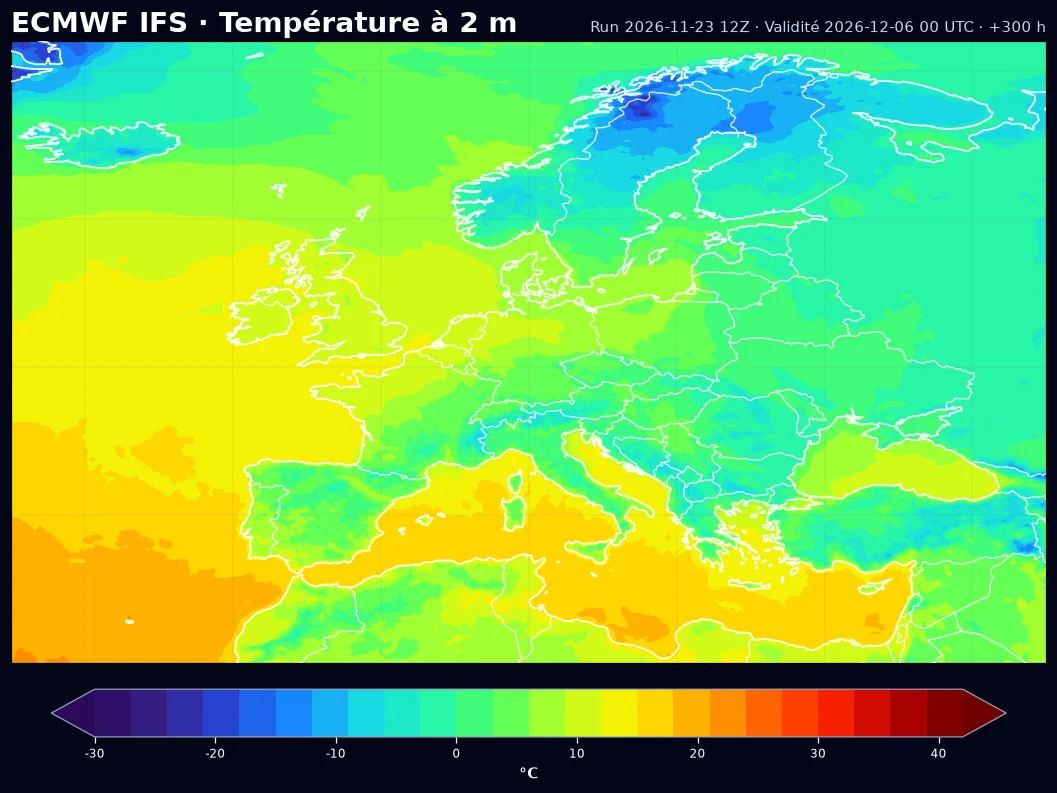 ECMWF IFS · Température à 2 m
Run 2026-11-23 12Z · Validité 2026-12-06 00 UTC · +300 h
-30 -20 -10 0 10 20 30 40
°C